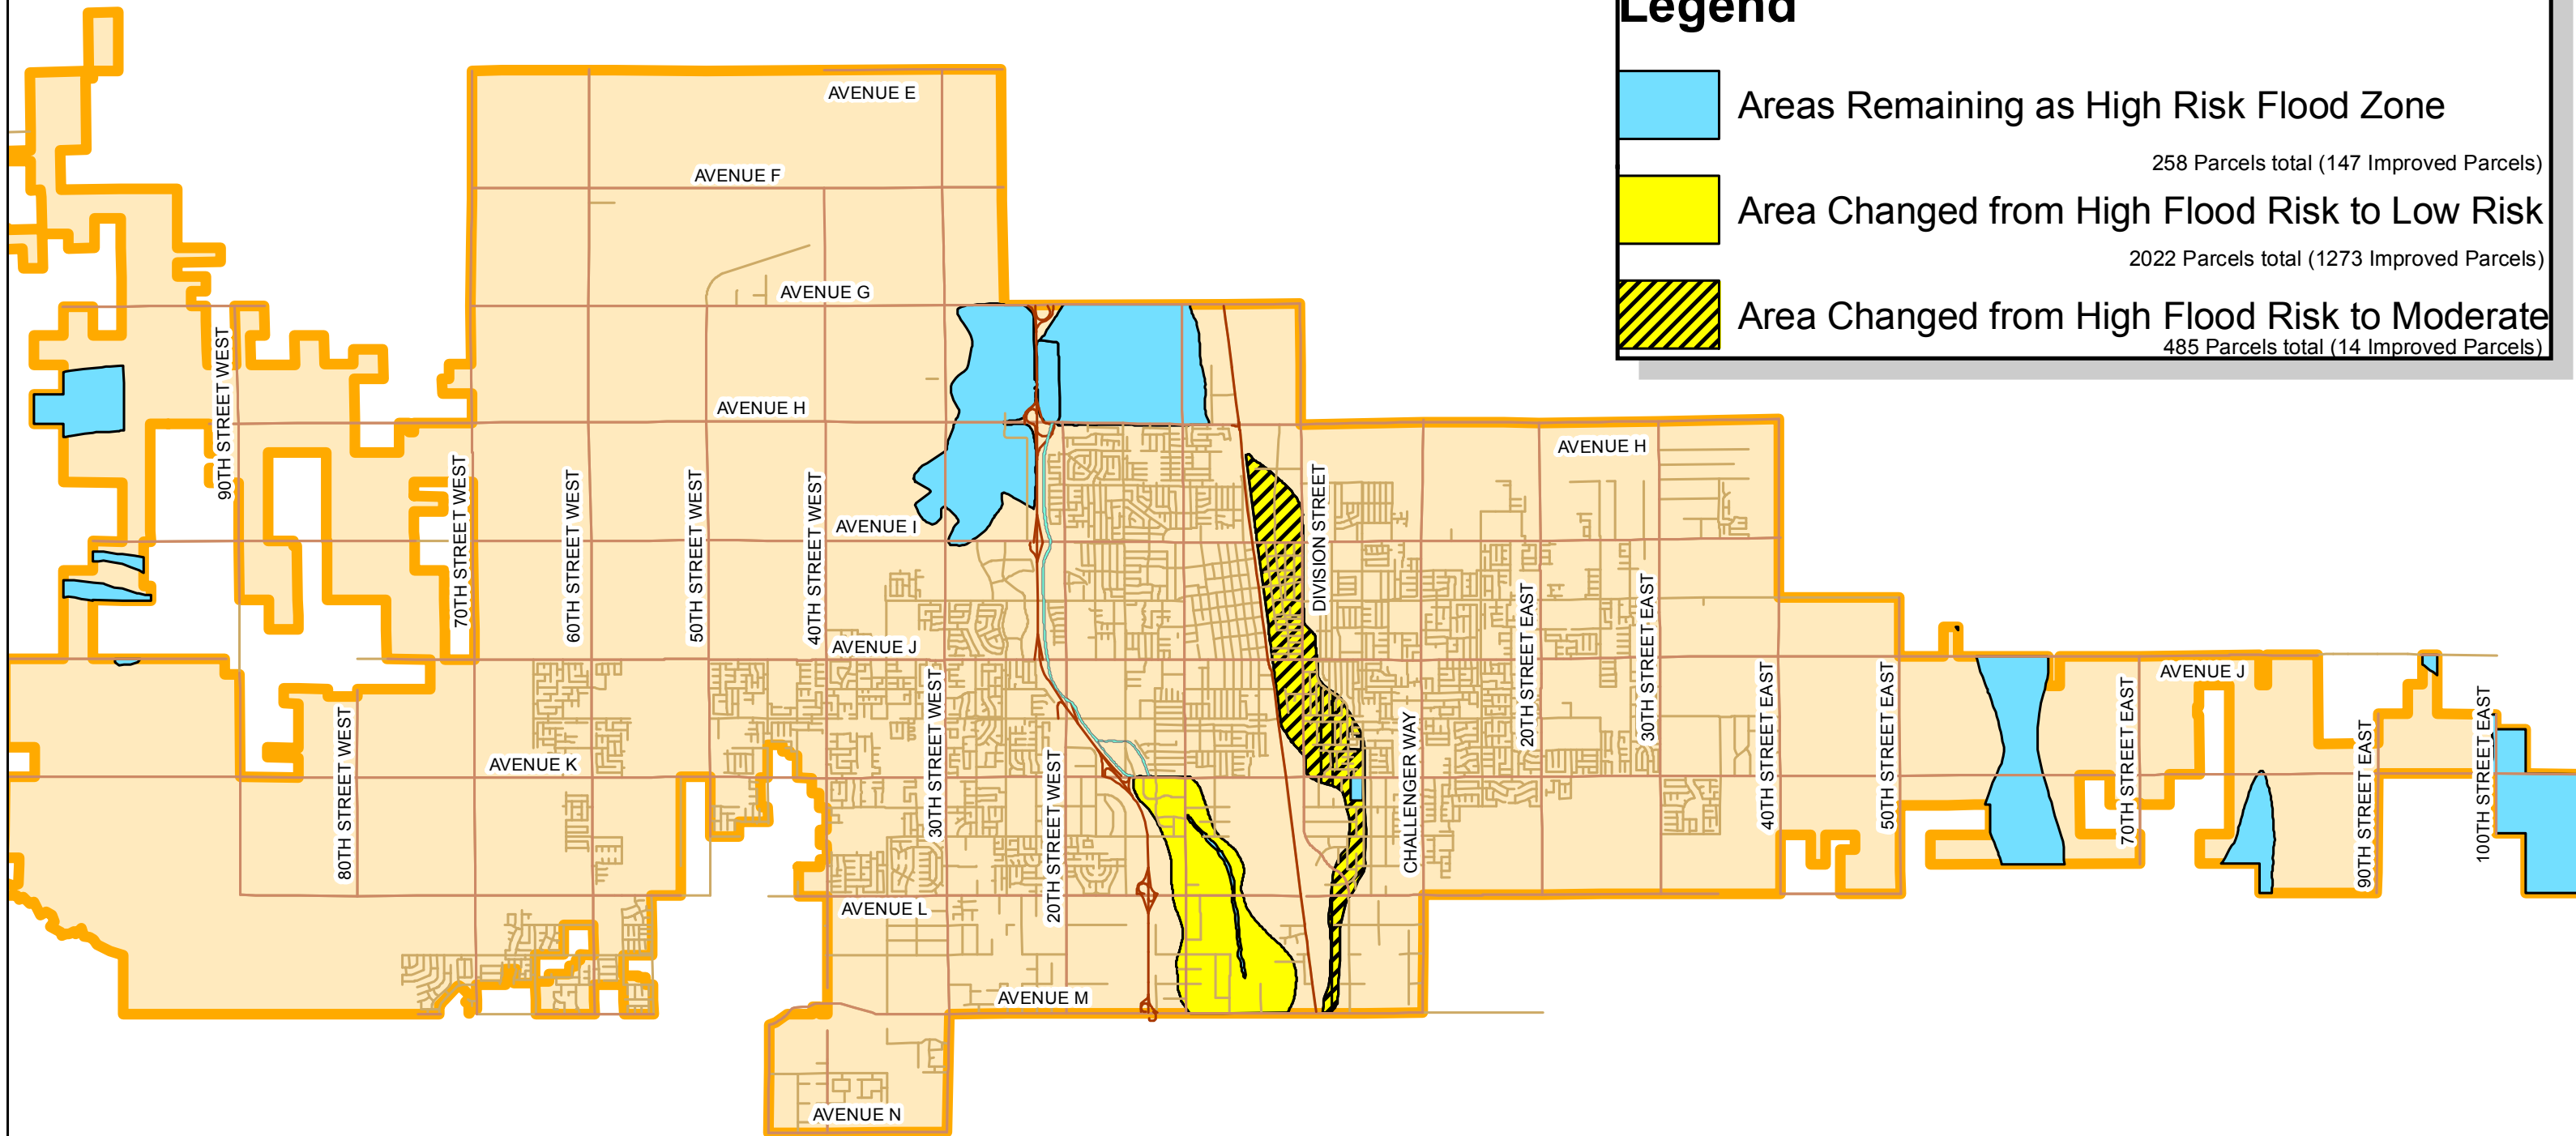 Legend
Areas Remaining as High Risk Flood Zone
258 Parcels total (147 Improved Parcels)
Area Changed from High Flood Risk to Low Risk
2022 Parcels total (1273 Improved Parcels)
Area Changed from High Flood Risk to Moderate
485 Parcels total (14 Improved Parcels)
AVENUE E
AVENUE F
AVENUE G
AVENUE H
AVENUE H
AVENUE I
AVENUE J
AVENUE J
AVENUE K
AVENUE L
AVENUE M
AVENUE N
90TH STREET WEST
80TH STREET WEST
70TH STREET WEST
60TH STREET WEST
50TH STREET WEST
40TH STREET WEST
30TH STREET WEST
20TH STREET WEST
DIVISION STREET
CHALLENGER WAY
20TH STREET EAST
30TH STREET EAST
40TH STREET EAST
50TH STREET EAST
70TH STREET EAST
90TH STREET EAST
100TH STREET EAST